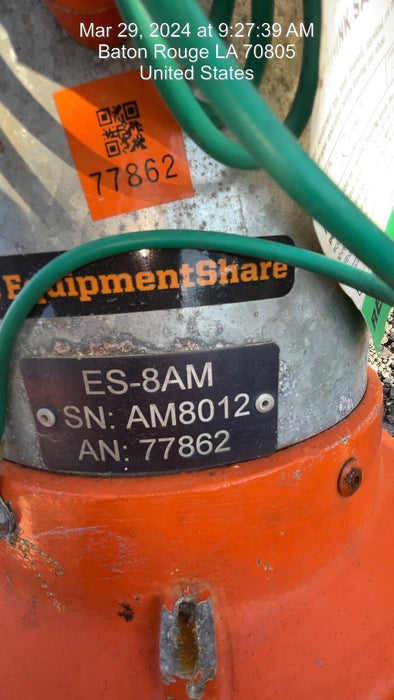 Mar 29, 2024 at 9:27:39 AM
Baton Rouge LA 70805
United States
77862
EquipmentShare
ES-8AM
SN: AM8012
AN: 77862